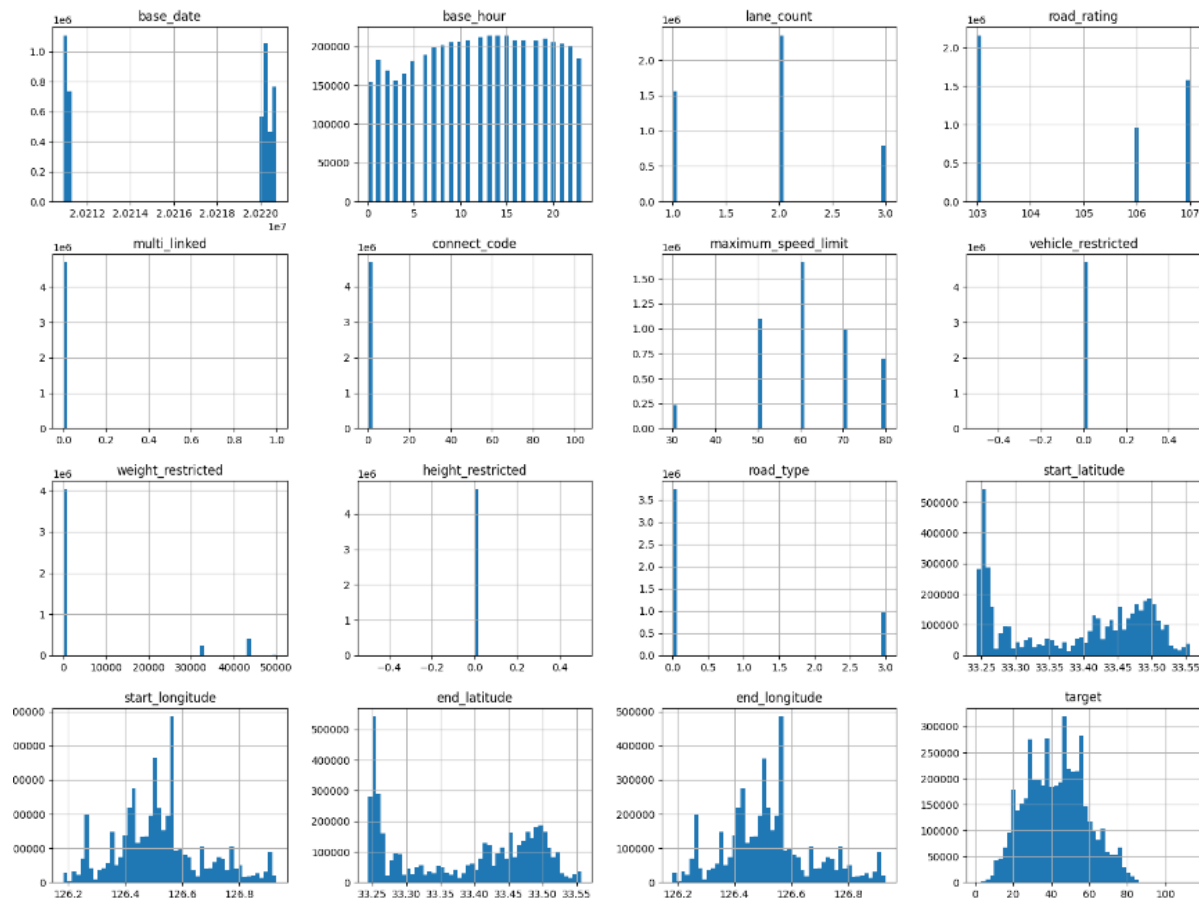 base_date base_hour lane_count road_rating
1e6 1e6 1e6
1.0 200000 2.0 2.0
0.8 150000 1.5 1.5
0.6 100000 1.0 1.0
0.4 50000 0.5 0.5
0.2 0 0.0 0.0
0.0
2.0212 2.0214 2.0216 2.0218 2.0220 0 5 10 15 20 1.0 1.5 2.0 2.5 3.0 103 104 105 106 107
1e7
multi_linked connect_code maximum_speed_limit vehicle_restricted
1e6 1e6 1e6 1e6
4 4 1.50 4
3 3 1.25 3
2 2 1.00 2
1 1 0.75 1
0 0 0.50 0
0.25
0.00
0.0 0.2 0.4 0.6 0.8 1.0 0 20 40 60 80 100 30 40 50 60 70 80 -0.4 -0.2 0.0 0.2 0.4
weight_restricted height_restricted road_type start_latitude
1e6 1e6 1e6
4 4 3.5 500000
3 3 3.0 400000
2 2 2.5 300000
1 1 2.0 200000
0 0 1.5 100000
1.0 0
0.5
0.0
0 10000 20000 30000 40000 50000 -0.4 -0.2 0.0 0.2 0.4 0.0 0.5 1.0 1.5 2.0 2.5 3.0 33.25 33.30 33.35 33.40 33.45 33.50 33.55
start_longitude end_latitude end_longitude target
500000 500000 300000
400000 400000 250000
300000 300000 200000
200000 200000 150000
100000 100000 100000
0 0 0 50000
0
126.2 126.4 126.6 126.8 33.25 33.30 33.35 33.40 33.45 33.50 33.55 126.2 126.4 126.6 126.8 20 40 60 80 100